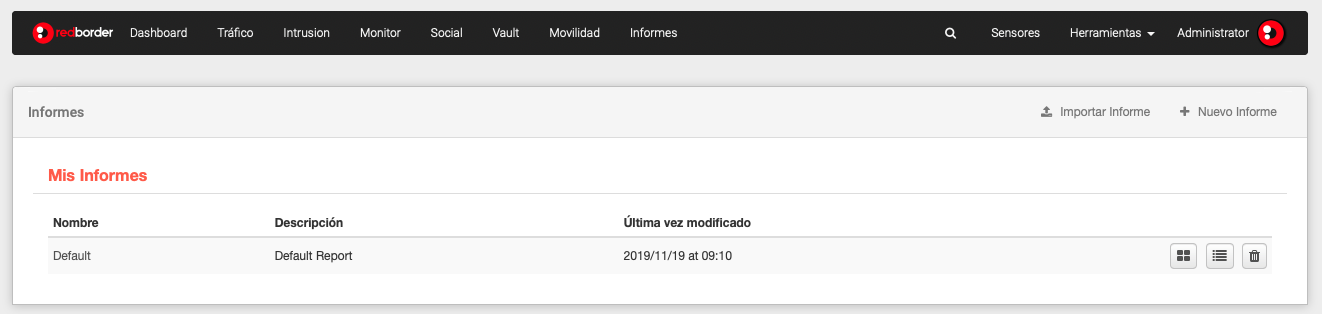 redborder Dashboard Tráfico Intrusion Monitor Social Vault Movilidad Informes Sensores Herramientas Administrator
Informes Importar Informe Nuevo Informe
Mis Informes
Nombre Descripción Última vez modificado
Default Default Report 2019/11/19 at 09:10